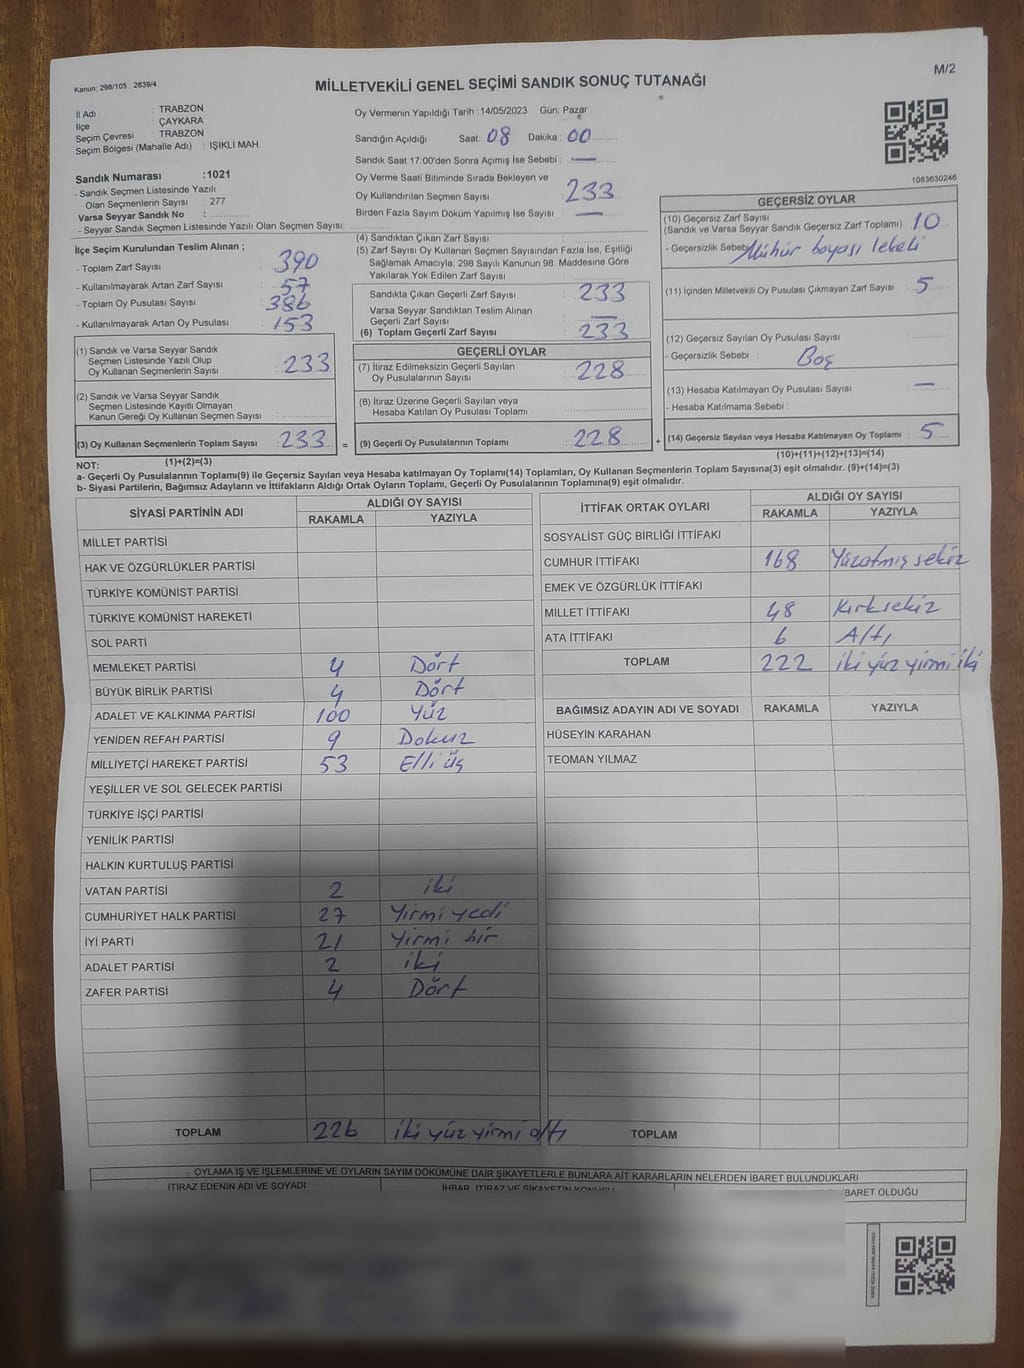 Kanun: 298/105 , 2839/4
M/2
MİLLETVEKİLİ GENEL SEÇİMİ SANDIK SONUÇ TUTANAĞI
İl Adı : TRABZON
İlçe : ÇAYKARA
Seçim Çevresi : TRABZON
Seçim Bölgesi (Mahalle Adı) : IŞIKLI MAH.
Sandık Numarası :1021
- Sandık Seçmen Listesinde Yazılı
Olan Seçmenlerin Sayısı : 277
Varsa Seyyar Sandık No :
- Seyyar Sandık Seçmen Listesinde Yazılı Olan Seçmen Sayısı:
Oy Vermenin Yapıldığı Tarih :14/05/2023 Gün: Pazar
Sandığın Açıldığı Saat: 08 Dakika : 00
Sandık Saat 17:00'den Sonra Açılmış İse Sebebi : —
Oy Verme Saati Bitiminde Sırada Bekleyen ve
Oy Kullandırılan Seçmen Sayısı : 233
Birden Fazla Sayım Döküm Yapılmış İse Sayısı : —
1083630246
İlçe Seçim Kurulundan Teslim Alınan ;
- Toplam Zarf Sayısı : 390
- Kullanılmayarak Artan Zarf Sayısı : 57
- Toplam Oy Pusulası Sayısı : 386
- Kullanılmayarak Artan Oy Pusulası : 153
(1) Sandık ve Varsa Seyyar Sandık
Seçmen Listesinde Yazılı Olup
Oy Kullanan Seçmenlerin Sayısı : 233
(2) Sandık ve Varsa Seyyar Sandık
Seçmen Listesinde Kayıtlı Olmayan
Kanun Gereği Oy Kullanan Seçmen Sayısı :
(3) Oy Kullanan Seçmenlerin Toplam Sayısı : 233 =
(1)+(2)=(3)
(4) Sandıktan Çıkan Zarf Sayısı :
(5) Zarf Sayısı Oy Kullanan Seçmen Sayısından Fazla İse, Eşitliği
Sağlamak Amacıyla; 298 Sayılı Kanunun 98. Maddesine Göre
Yakılarak Yok Edilen Zarf Sayısı :
Sandıkta Çıkan Geçerli Zarf Sayısı : 233
Varsa Seyyar Sandıktan Teslim Alınan
Geçerli Zarf Sayısı : —
(6) Toplam Geçerli Zarf Sayısı : 233
GEÇERLİ OYLAR
(7) İtiraz Edilmeksizin Geçerli Sayılan
Oy Pusulalarının Sayısı : 228
(8) İtiraz Üzerine Geçerli Sayılan veya
Hesaba Katılan Oy Pusulası Toplamı :
(9) Geçerli Oy Pusulalarının Toplamı : 228 +
GEÇERSİZ OYLAR
(10) Geçersiz Zarf Sayısı
(Sandık ve Varsa Seyyar Sandık Geçersiz Zarf Toplamı) : 10
- Geçersizlik Sebebi : Mühür boyası lekeli
(11) İçinden Milletvekili Oy Pusulası Çıkmayan Zarf Sayısı : 5
(12) Geçersiz Sayılan Oy Pusulası Sayısı :
- Geçersizlik Sebebi : Boş
(13) Hesaba Katılmayan Oy Pusulası Sayısı : —
- Hesaba Katılmama Sebebi :
(14) Geçersiz Sayılan veya Hesaba Katılmayan Oy Toplamı : 5
(10)+(11)+(12)+(13)=(14)
NOT:
a- Geçerli Oy Pusulalarının Toplamı(9) ile Geçersiz Sayılan veya Hesaba katılmayan Oy Toplamı(14) Toplamları, Oy Kullanan Seçmenlerin Toplam Sayısına(3) eşit olmalıdır. (9)+(14)=(3)
b- Siyasi Partilerin, Bağımsız Adayların ve İttifakların Aldığı Ortak Oyların Toplamı, Geçerli Oy Pusulalarının Toplamına(9) eşit olmalıdır.
SİYASİ PARTİNİN ADI ALDIĞI OY SAYISI
RAKAMLA YAZIYLA
MİLLET PARTİSİ
HAK VE ÖZGÜRLÜKLER PARTİSİ
TÜRKİYE KOMÜNİST PARTİSİ
TÜRKİYE KOMÜNİST HAREKETİ
SOL PARTİ
MEMLEKET PARTİSİ 4 Dört
BÜYÜK BİRLİK PARTİSİ 4 Dört
ADALET VE KALKINMA PARTİSİ 100 Yüz
YENİDEN REFAH PARTİSİ 9 Dokuz
MİLLİYETÇİ HAREKET PARTİSİ 53 Elli üç
YEŞİLLER VE SOL GELECEK PARTİSİ
TÜRKİYE İŞÇİ PARTİSİ
YENİLİK PARTİSİ
HALKIN KURTULUŞ PARTİSİ
VATAN PARTİSİ 2 iki
CUMHURİYET HALK PARTİSİ 27 Yirmi yedi
İYİ PARTİ 21 Yirmi bir
ADALET PARTİSİ 2 iki
ZAFER PARTİSİ 4 Dört
TOPLAM 226 iki yüz yirmi altı
İTTİFAK ORTAK OYLARI ALDIĞI OY SAYISI
RAKAMLA YAZIYLA
SOSYALİST GÜÇ BİRLİĞİ İTTİFAKI
CUMHUR İTTİFAKI 168 Yüzatmış sekiz
EMEK VE ÖZGÜRLÜK İTTİFAKI
MİLLET İTTİFAKI 48 Kırksekiz
ATA İTTİFAKI 6 Altı
TOPLAM 222 iki yüz yirmi iki
BAĞIMSIZ ADAYIN ADI VE SOYADI RAKAMLA YAZIYLA
HÜSEYİN KARAHAN
TEOMAN YILMAZ
TOPLAM
OYLAMA İŞ VE İŞLEMLERİNE VE OYLARIN SAYIM DÖKÜMÜNE DAİR ŞİKAYETLERLE BUNLARA AİT KARARLARIN NELERDEN İBARET BULUNDUKLARI
İTİRAZ EDENİN ADI VE SOYADI İHBAR, İTİRAZ VE ŞİKAYETİN KONUSU BARET OLDUĞU